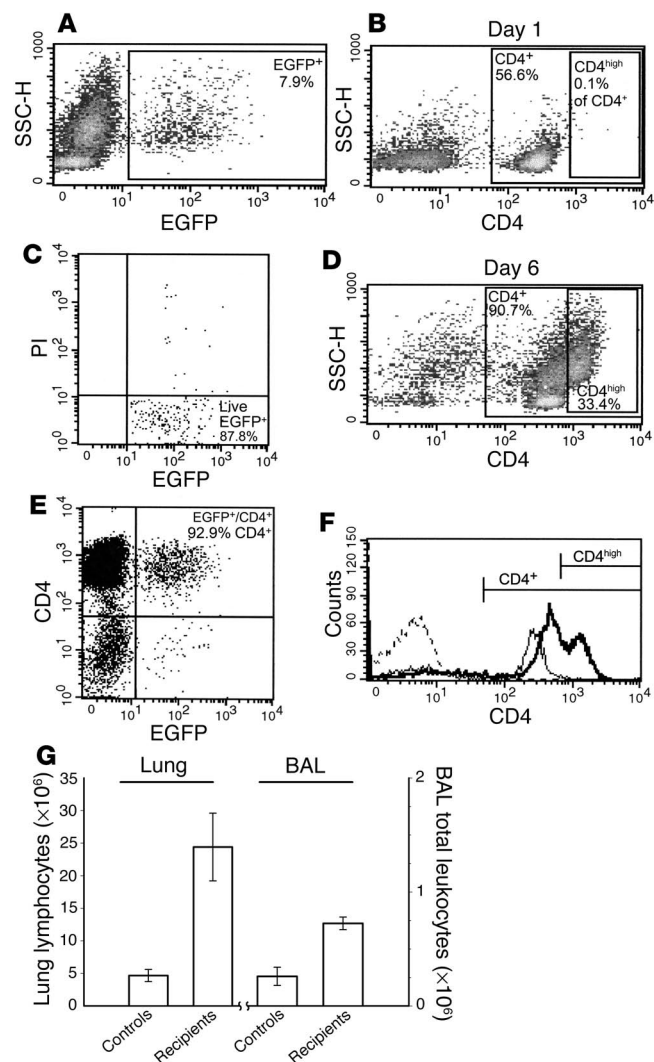 A
1000
0
SSC-H
EGFP⁺
7.9%
10¹ 10² 10³ 10⁴
EGFP
B
Day 1
1000
0
SSC-H
CD4⁺
56.6%
CD4ʰⁱᵍʰ
0.1%
of CD4⁺
0 10¹ 10² 10³ 10⁴
CD4
C
10⁴
10³
10²
10¹
10⁰
PI
Live
EGFP⁺
87.8%
0 10¹ 10² 10³ 10⁴
EGFP
D
Day 6
1000
0
SSC-H
CD4⁺
90.7%
CD4ʰⁱᵍʰ
33.4%
0 10¹ 10² 10³ 10⁴
CD4
E
10⁴
10³
10²
10¹
10⁰
CD4
EGFP⁺/CD4⁺
92.9% CD4⁺
0 10¹ 10² 10³ 10⁴
EGFP
F
150
120
90
60
30
0
Counts
CD4ʰⁱᵍʰ
CD4⁺
0 10¹ 10² 10³ 10⁴
CD4
G
Lung BAL
35
30
25
20
15
10
5
0
Lung lymphocytes (×10⁶)
2
1
0
BAL total leukocytes (×10⁶)
Controls Recipients Controls Recipients